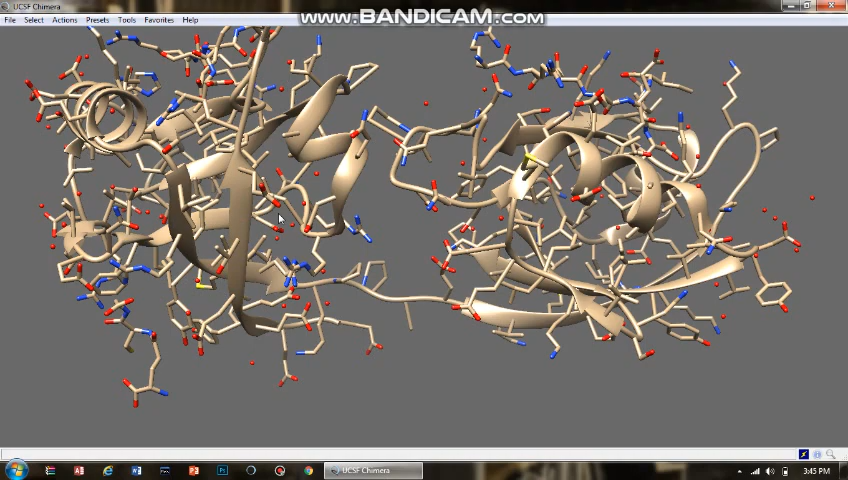 UCSF Chimera
WWW.BANDICAM.COM
File Select Actions Presets Tools Favorites Help
UCSF Chimera
3:45 PM